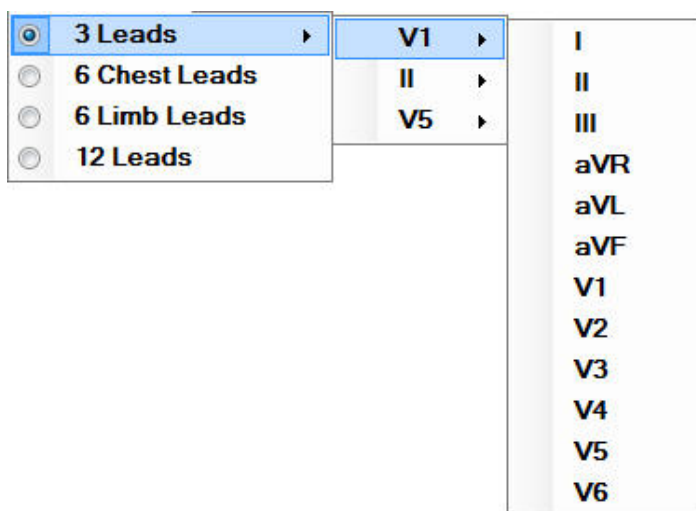 3 Leads
6 Chest Leads
6 Limb Leads
12 Leads
V1
II
V5
I
II
III
aVR
aVL
aVF
V1
V2
V3
V4
V5
V6